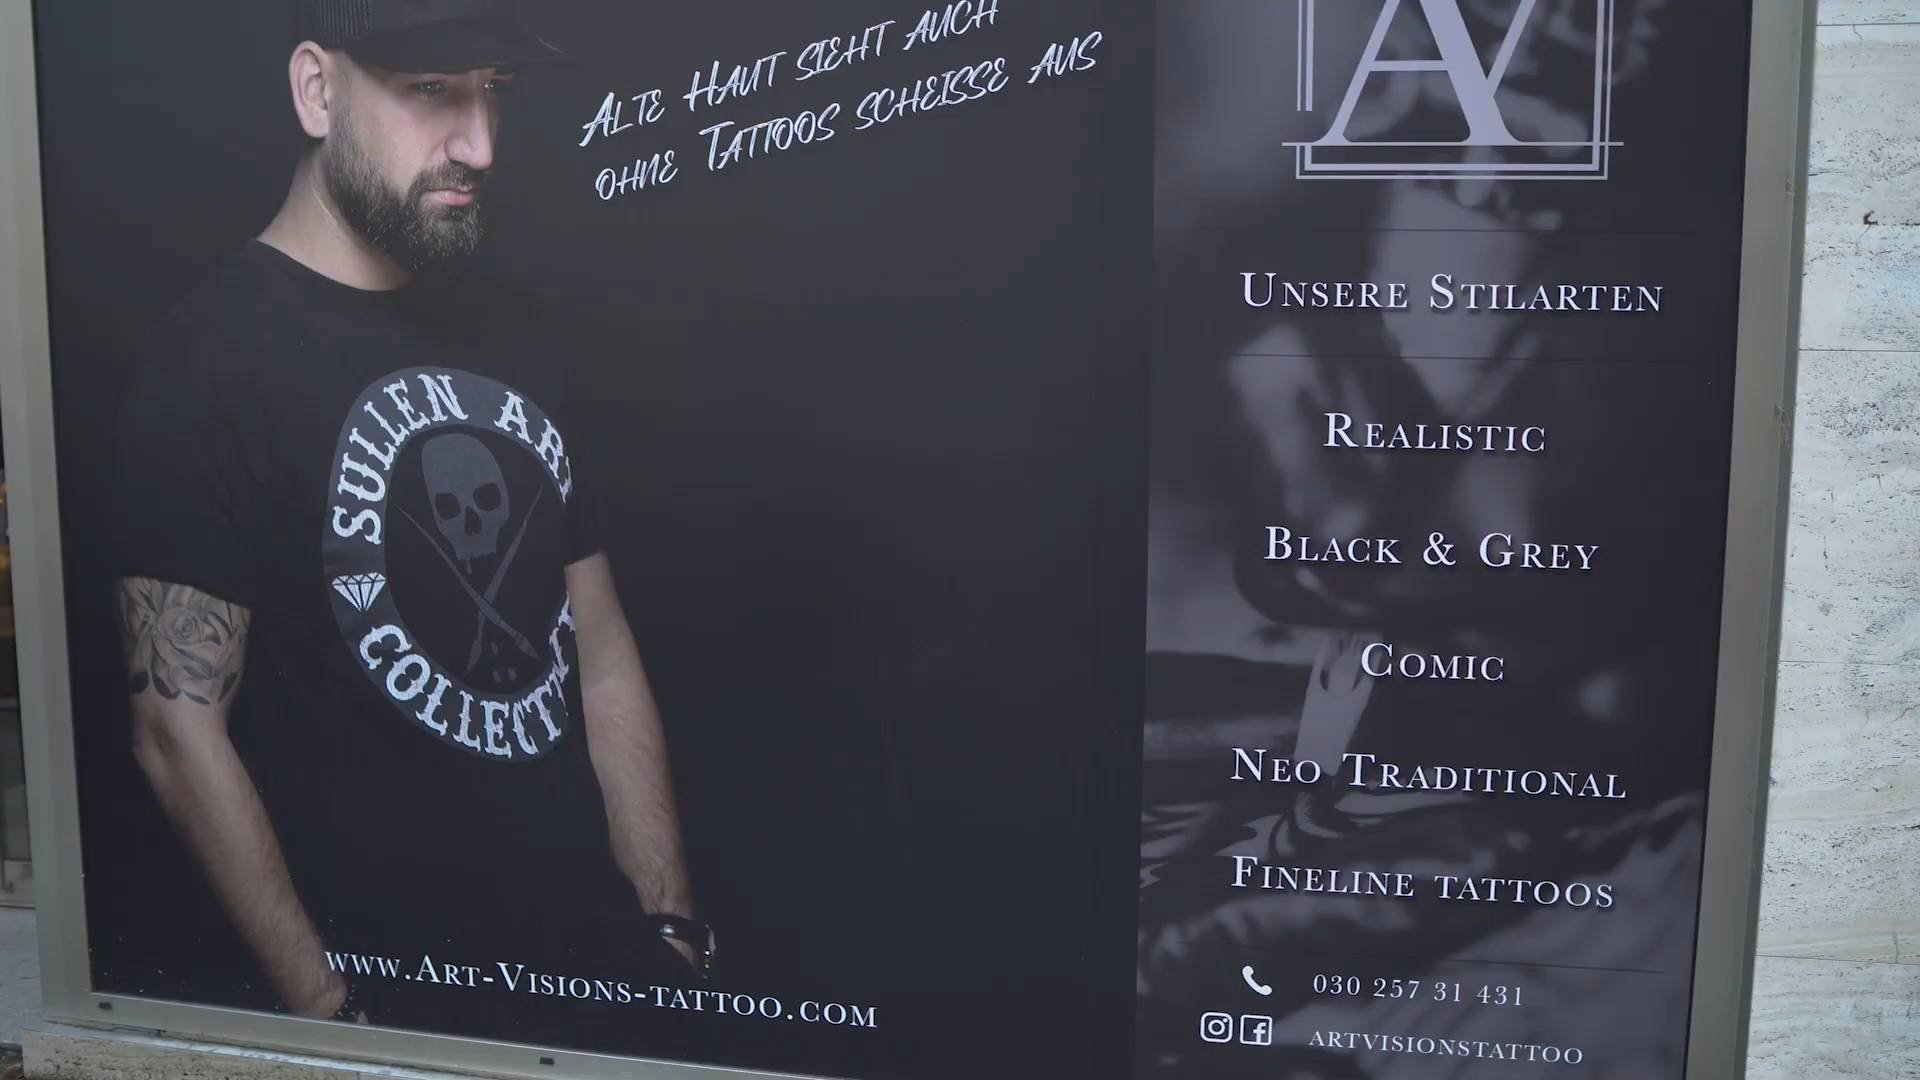 Alte Haut sieht auch
ohne Tattoos scheisse aus
SULLEN ART
COLLECTIVE
www.Art-Visions-tattoo.com
AV
Unsere Stilarten
Realistic
Black & Grey
Comic
Neo Traditional
Fineline tattoos
030 257 31 431
artvisionstattoo